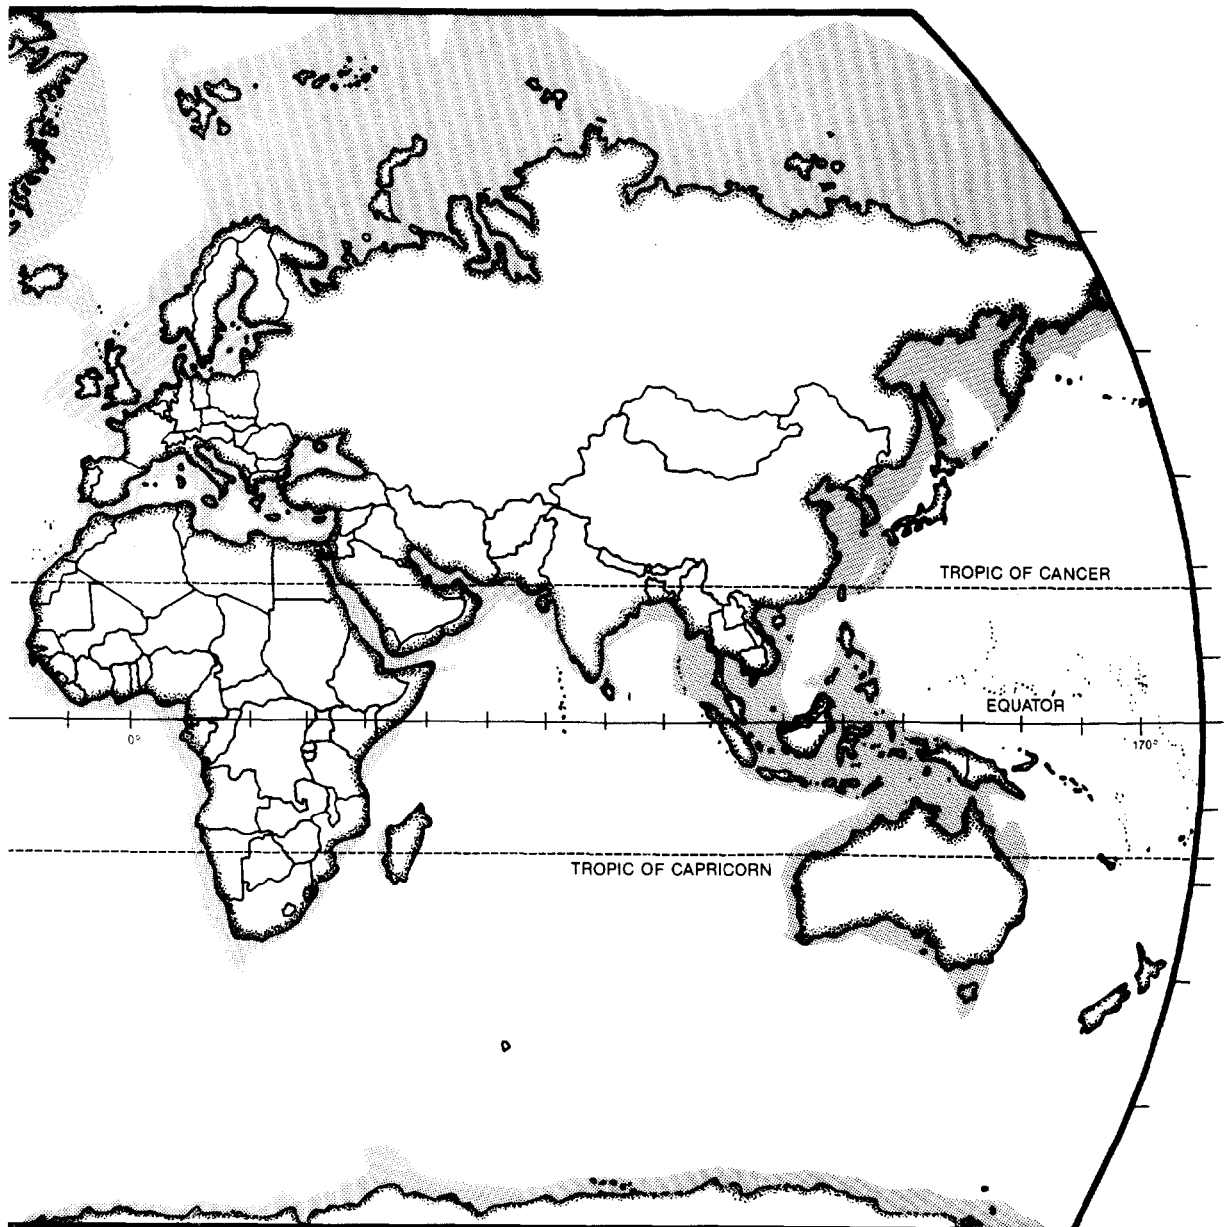 TROPIC OF CANCER
EQUATOR
0°
170°
TROPIC OF CAPRICORN